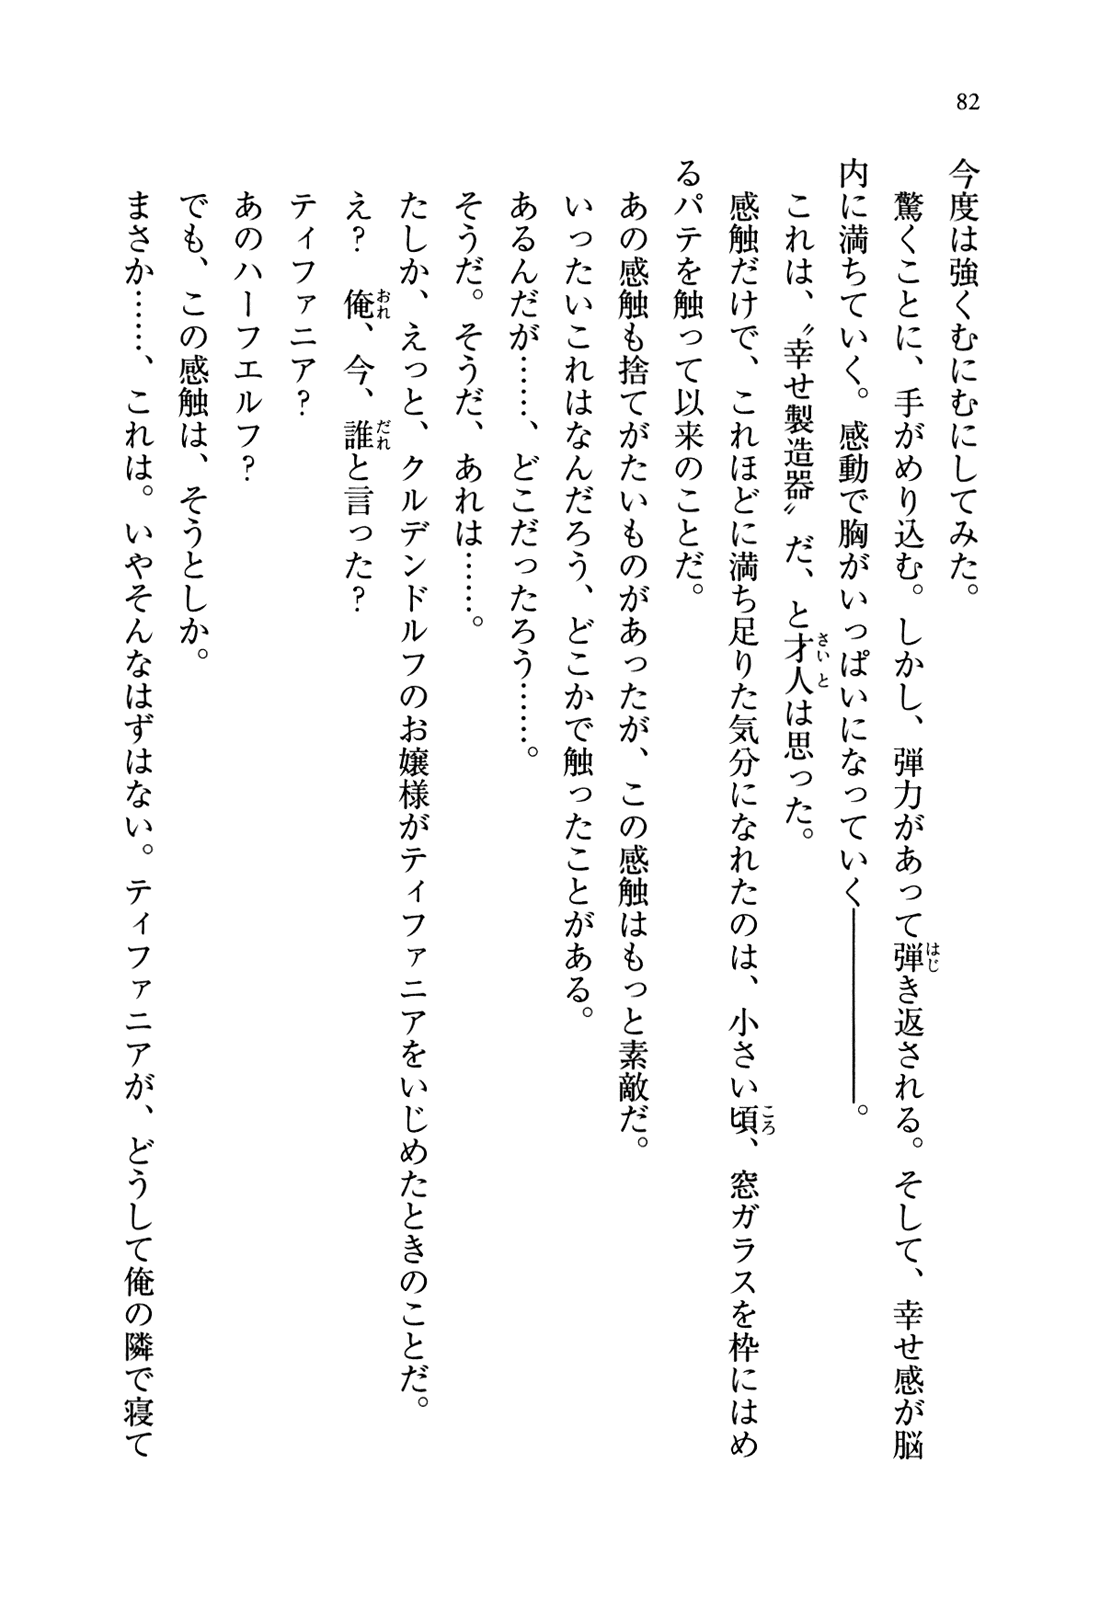 82
今度は強くむにむにしてみた。
驚くことに、手がめり込む。しかし、弾力があって弾き返される。そして、幸せ感が脳
内に満ちていく。感動で胸がいっぱいになっていく――――――。
これは、〝幸せ製造器〟だ、と才人は思った。
感触だけで、これほどに満ち足りた気分になれたのは、小さい頃、窓ガラスを枠にはめ
るパテを触って以来のことだ。
あの感触も捨てがたいものがあったが、この感触はもっと素敵だ。
いったいこれはなんだろう、どこかで触ったことがある。
あるんだが……、どこだったろう……。
そうだ。そうだ、あれは……。
たしか、えっと、クルデンドルフのお嬢様がティファニアをいじめたときのことだ。
え？　俺、今、誰と言った？
ティファニア？
あのハーフエルフ？
でも、この感触は、そうとしか。
まさか……、これは。いやそんなはずはない。ティファニアが、どうして俺の隣で寝て